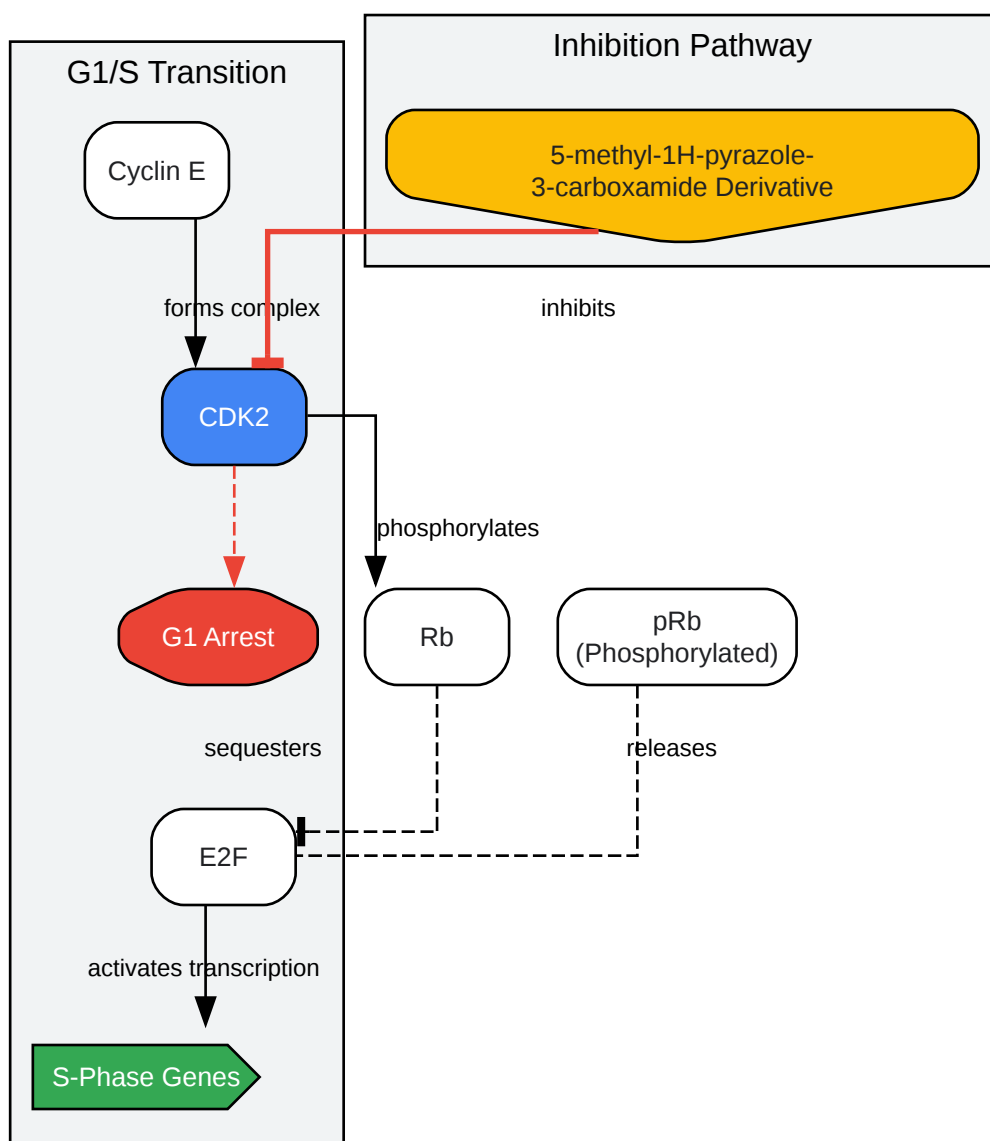 Inhibition Pathway
G1/S Transition
5-methyl-1H-pyrazole-
3-carboxamide Derivative
Cyclin E
forms complex
inhibits
CDK2
phosphorylates
G1 Arrest
Rb
pRb
(Phosphorylated)
sequesters
releases
E2F
activates transcription
S-Phase Genes